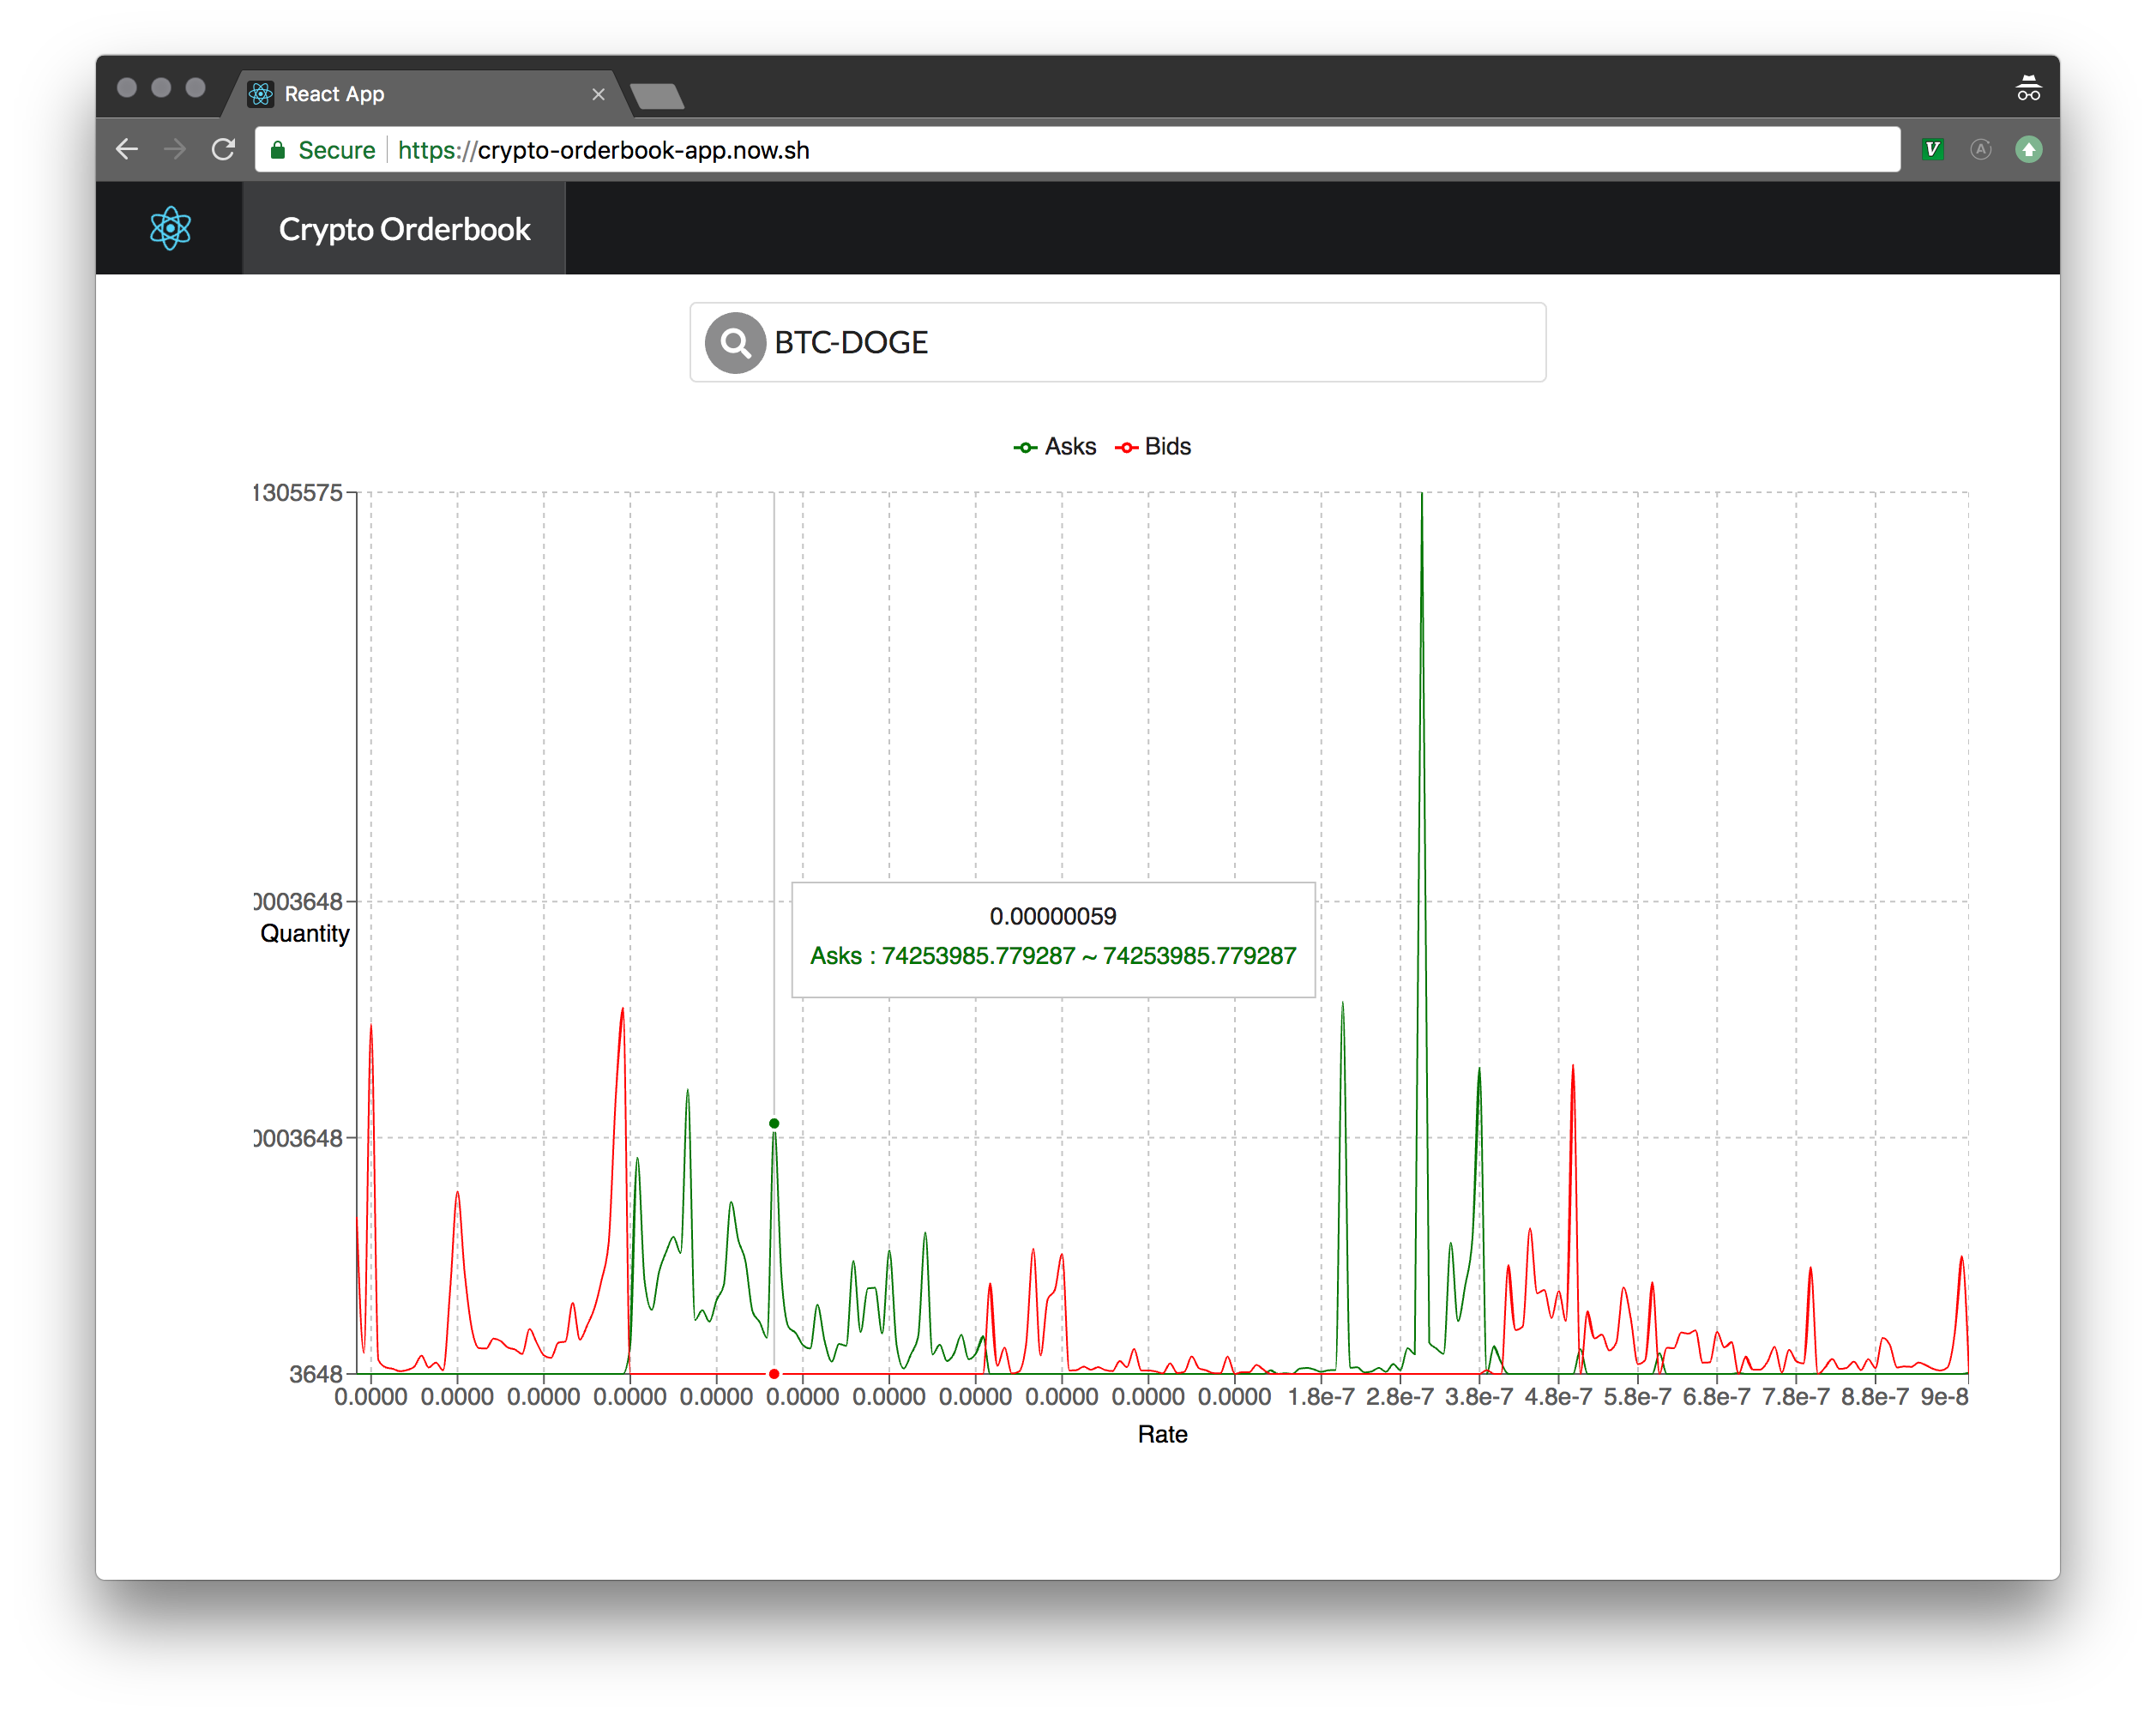 React App
Secure https://crypto-orderbook-app.now.sh
V A
Crypto Orderbook
BTC-DOGE
Asks Bids
1305575
0003648
Quantity
0.00000059
Asks : 74253985.779287 ~ 74253985.779287
0003648
3648
0.0000 0.0000 0.0000 0.0000 0.0000 0.0000 0.0000 0.0000 0.0000 0.0000 0.0000 1.8e-7 2.8e-7 3.8e-7 4.8e-7 5.8e-7 6.8e-7 7.8e-7 8.8e-7 9e-8
Rate